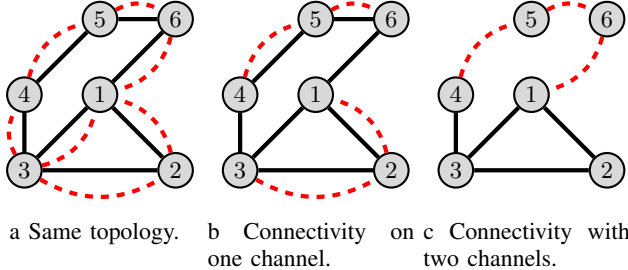 5 6 5 6 5 6
4 1 4 1 4 1
3 2 3 2 3 2
a Same topology. b Connectivity on c Connectivity with
one channel. two channels.